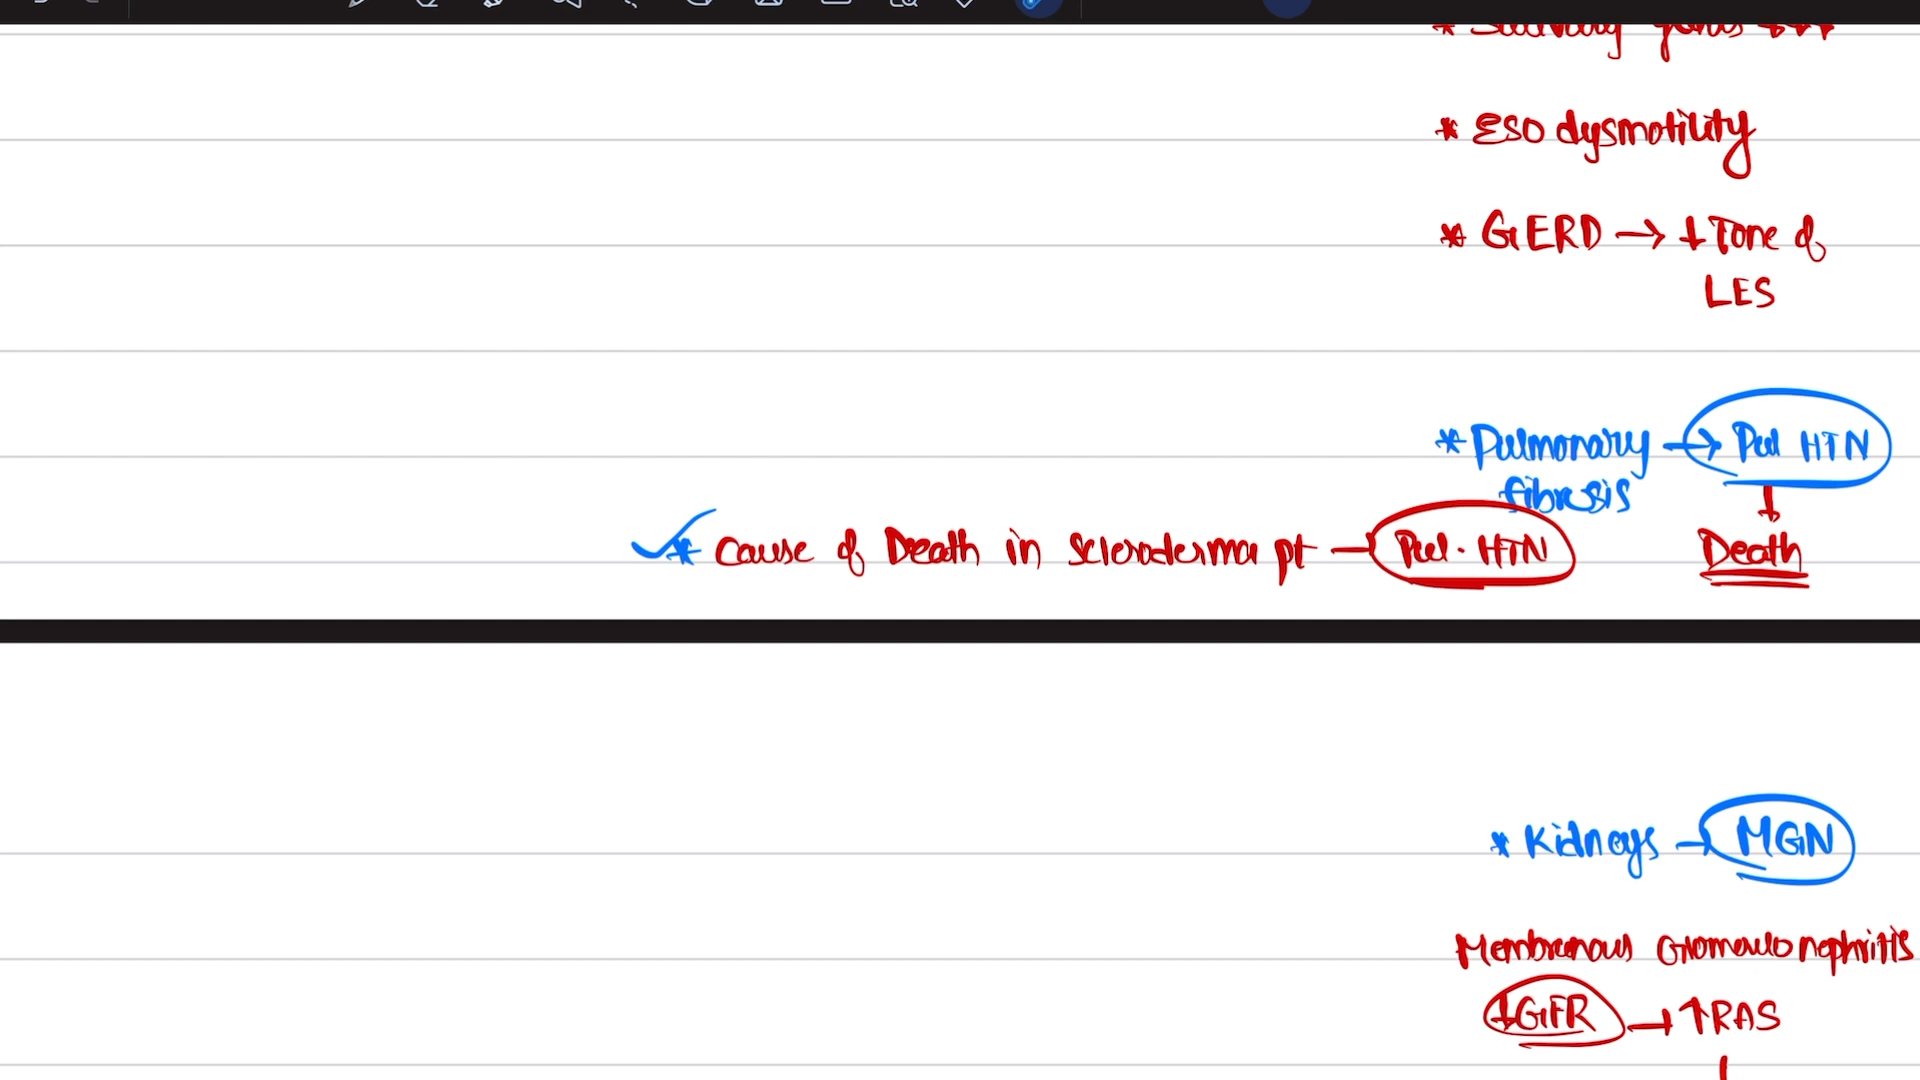 * ESO dysmotility
* GERD → ↓ Tone of
LES
* Pulmonary → Pul HTN
fibrosis
↓
✓* Cause of Death in Scleroderma pt → Pul. HTN
Death
* Kidneys → MGN
Membranous Glomerulonephritis
↓GFR → ↑RAS